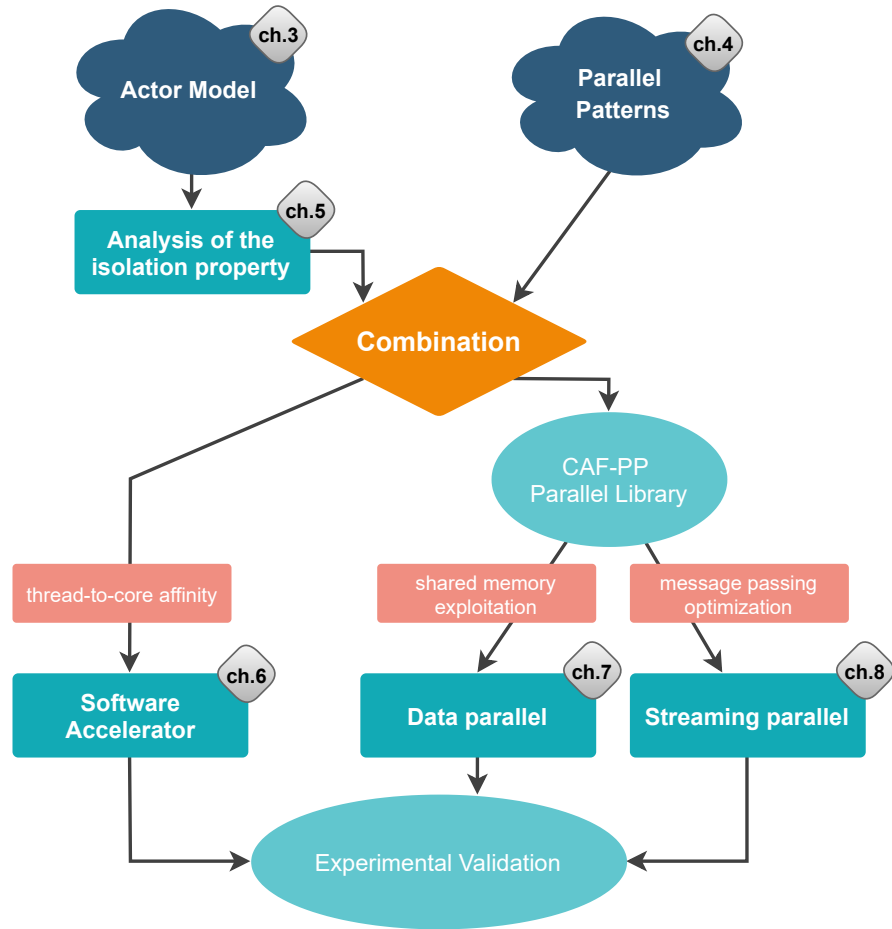 ch.3
Actor Model
ch.4
Parallel
Patterns
ch.5
Analysis of the
isolation property
Combination
CAF-PP
Parallel Library
thread-to-core affinity
shared memory
exploitation
message passing
optimization
ch.6
Software
Accelerator
ch.7
Data parallel
ch.8
Streaming parallel
Experimental Validation